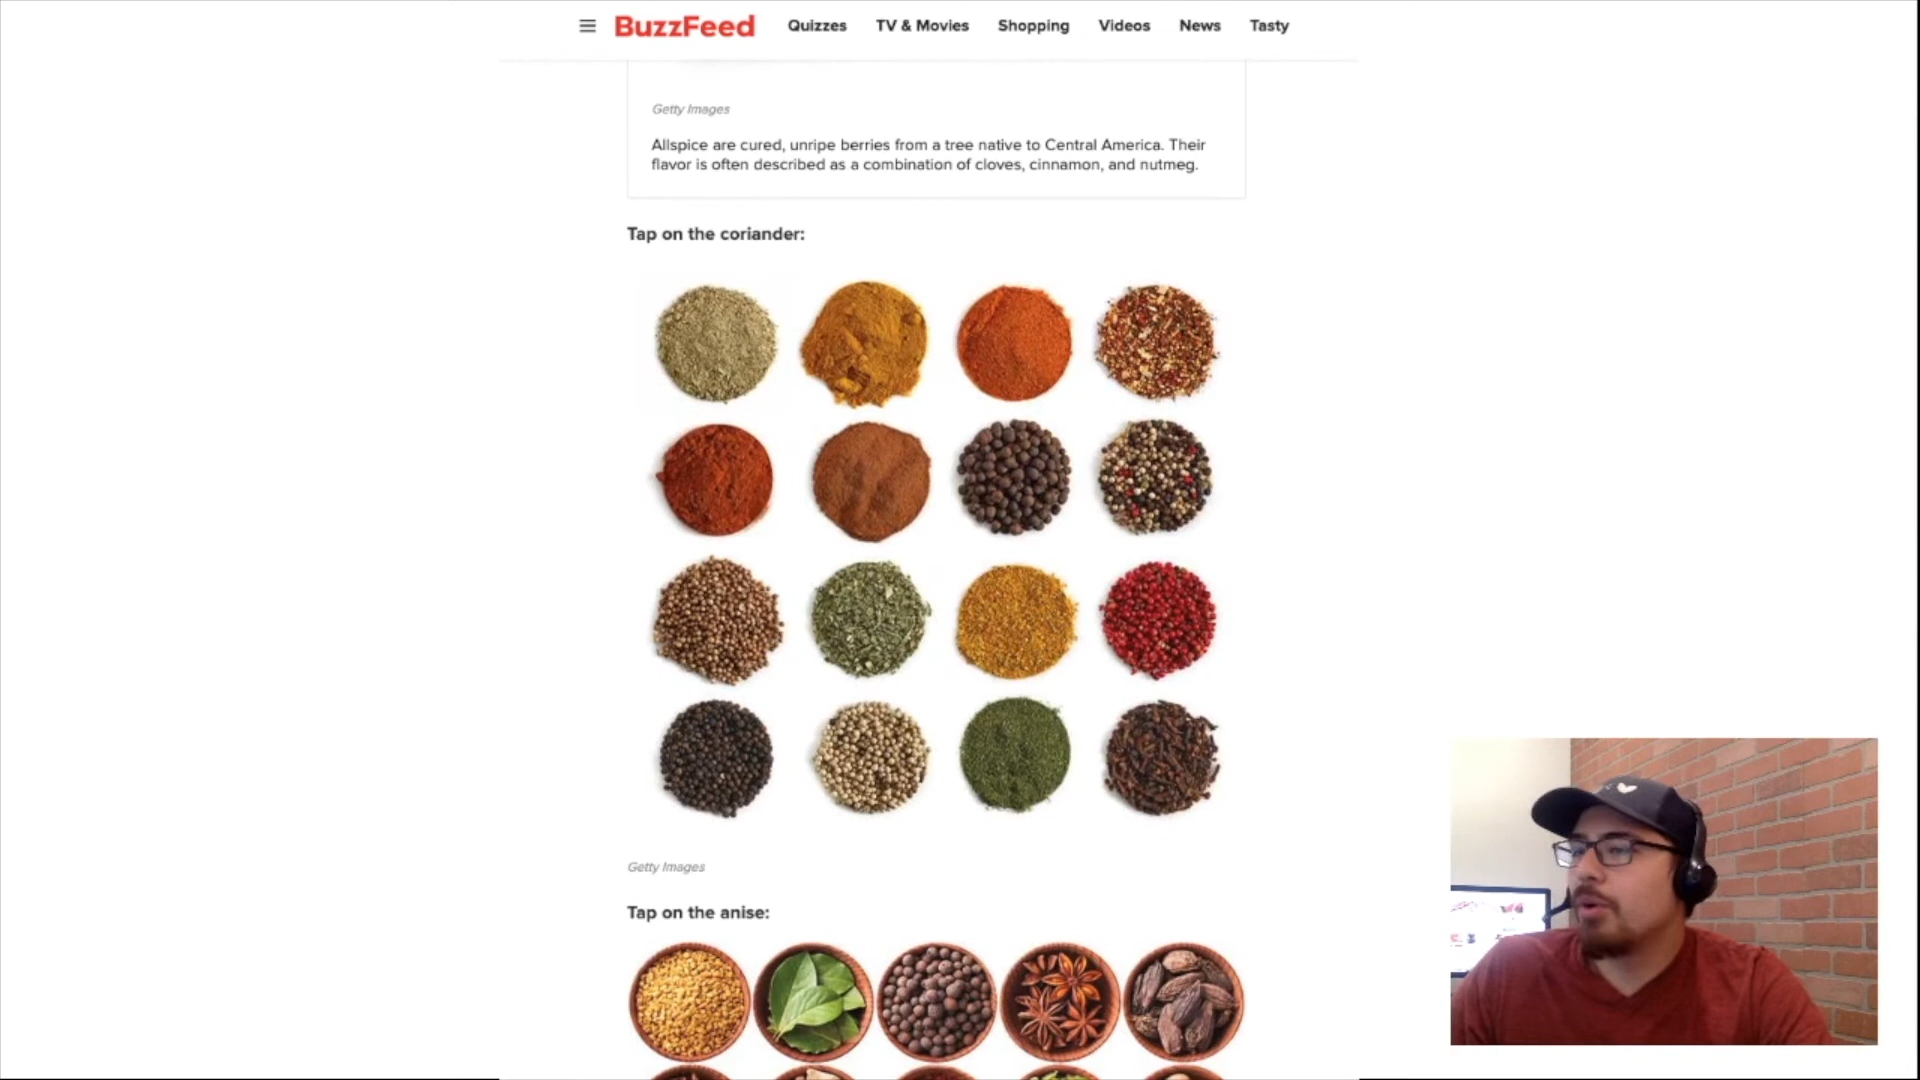 BuzzFeed Quizzes TV & Movies Shopping Videos News Tasty
Getty Images
Allspice are cured, unripe berries from a tree native to Central America. Their
flavor is often described as a combination of cloves, cinnamon, and nutmeg.
Tap on the coriander:
Getty Images
Tap on the anise: